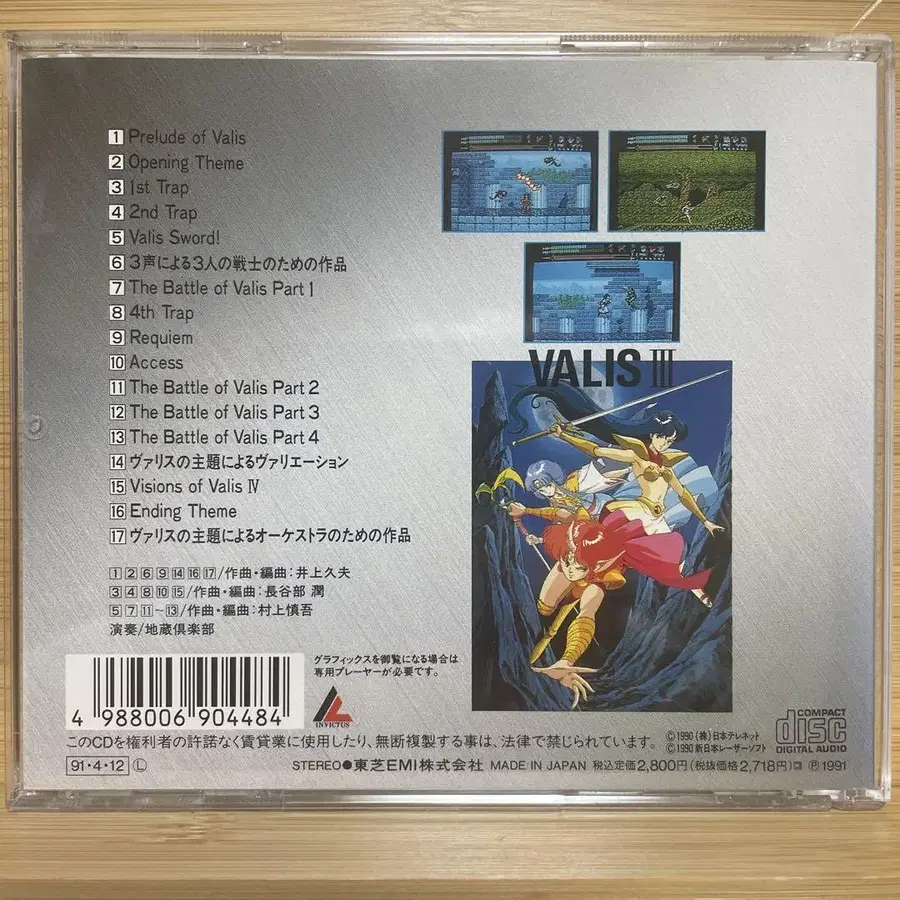 1 Prelude of Valis
2 Opening Theme
3 1st Trap
4 2nd Trap
5 Valis Sword!
6 3声による3人の戦士のための作品
7 The Battle of Valis Part 1
8 4th Trap
9 Requiem
10 Access
11 The Battle of Valis Part 2
12 The Battle of Valis Part 3
13 The Battle of Valis Part 4
14 ヴァリスの主題によるヴァリエーション
15 Visions of Valis Ⅳ
16 Ending Theme
17 ヴァリスの主題によるオーケストラのための作品
1 2 6 9 14 16 17/作曲・編曲:井上久夫
3 4 8 10 15/作曲・編曲:長谷部 潤
5 7 11~13/作曲・編曲:村上慎吾
演奏/地蔵倶楽部
VALIS Ⅲ
4 988006 904484
グラフィックスを御覧になる場合は
専用プレーヤーが必要です。
INVICTUS
COMPACT
disc
DIGITAL AUDIO
このCDを権利者の許諾なく賃貸業に使用したり、無断複製する事は、法律で禁じられています。
Ⓒ1990(株)日本テレネット
Ⓒ1990新日本レーザーソフト
91・4・12 Ⓛ STEREO●東芝EMI株式会社 MADE IN JAPAN 税込定価2,800円(税抜価格2,718円) Ⓟ1991